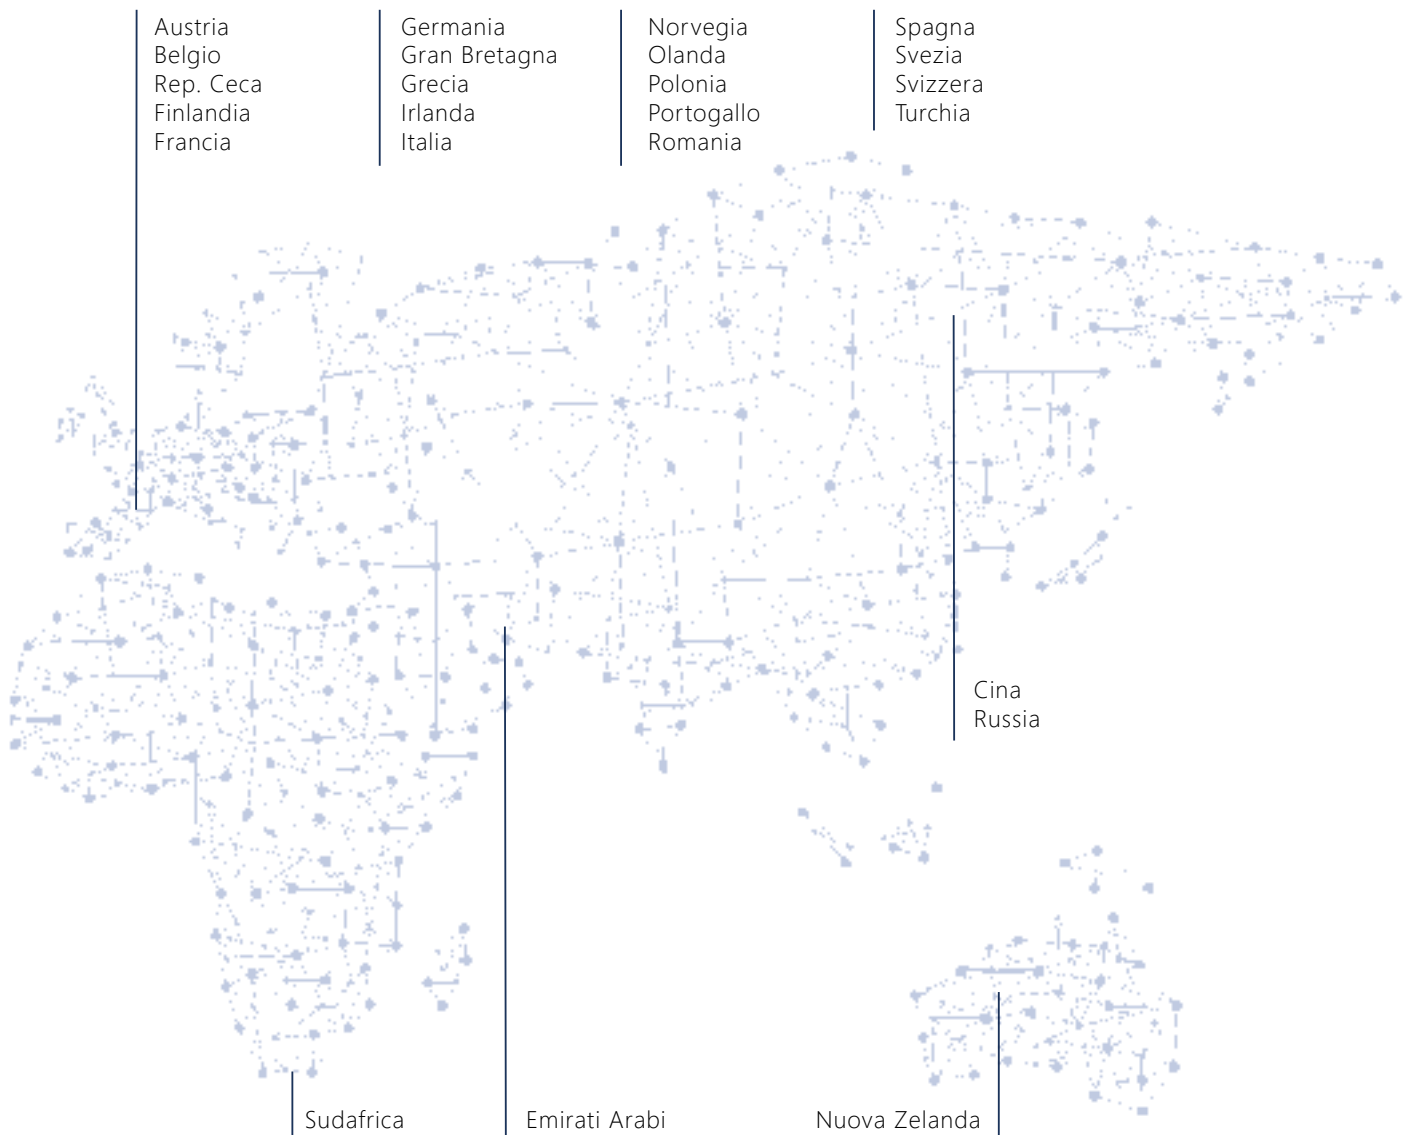 Austria
Belgio
Rep. Ceca
Finlandia
Francia
Germania
Gran Bretagna
Grecia
Irlanda
Italia
Norvegia
Olanda
Polonia
Portogallo
Romania
Spagna
Svezia
Svizzera
Turchia
Cina
Russia
Sudafrica
Emirati Arabi
Nuova Zelanda